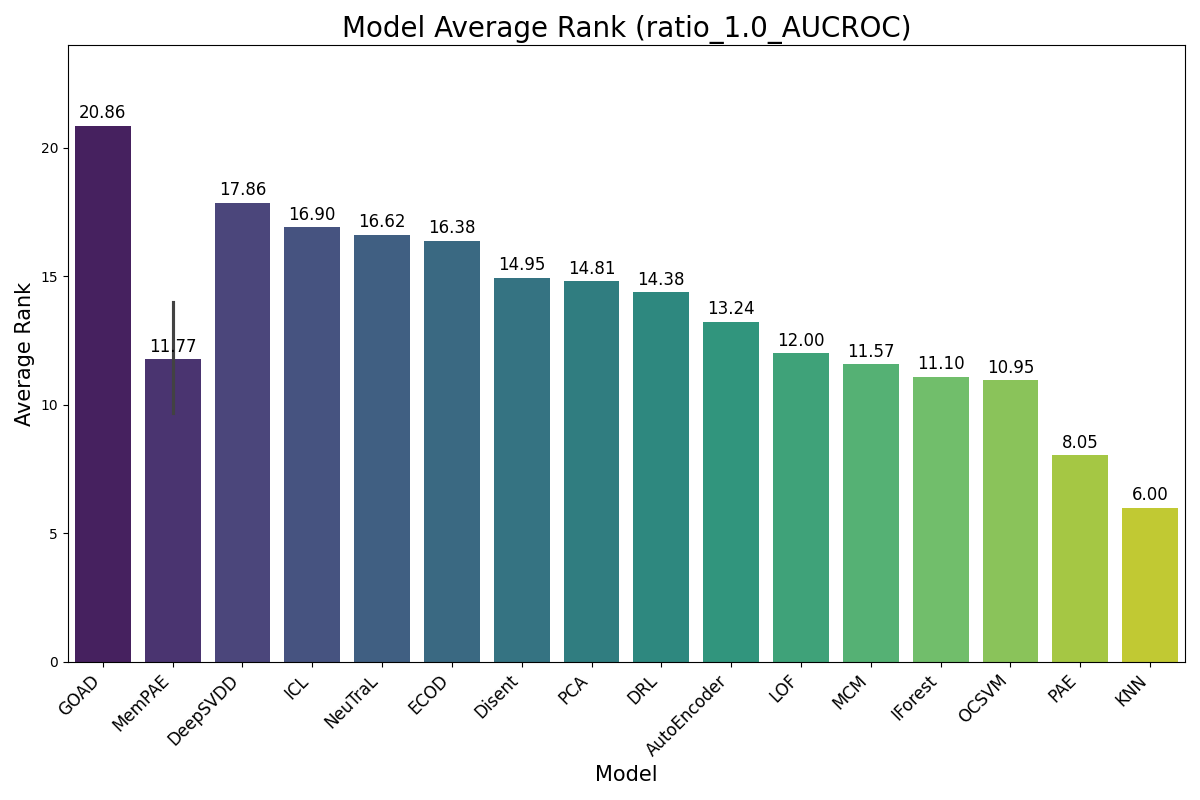 Model Average Rank (ratio_1.0_AUCROC)
20.86
11.77
17.86
16.90
16.62
16.38
14.95
14.81
14.38
13.24
12.00
11.57
11.10
10.95
8.05
6.00
Average Rank
20
15
10
5
0
GOAD
MemPAE
DeepSVDD
ICL
NeuTraL
ECOD
Disent
PCA
DRL
AutoEncoder
LOF
MCM
IForest
OCSVM
PAE
KNN
Model